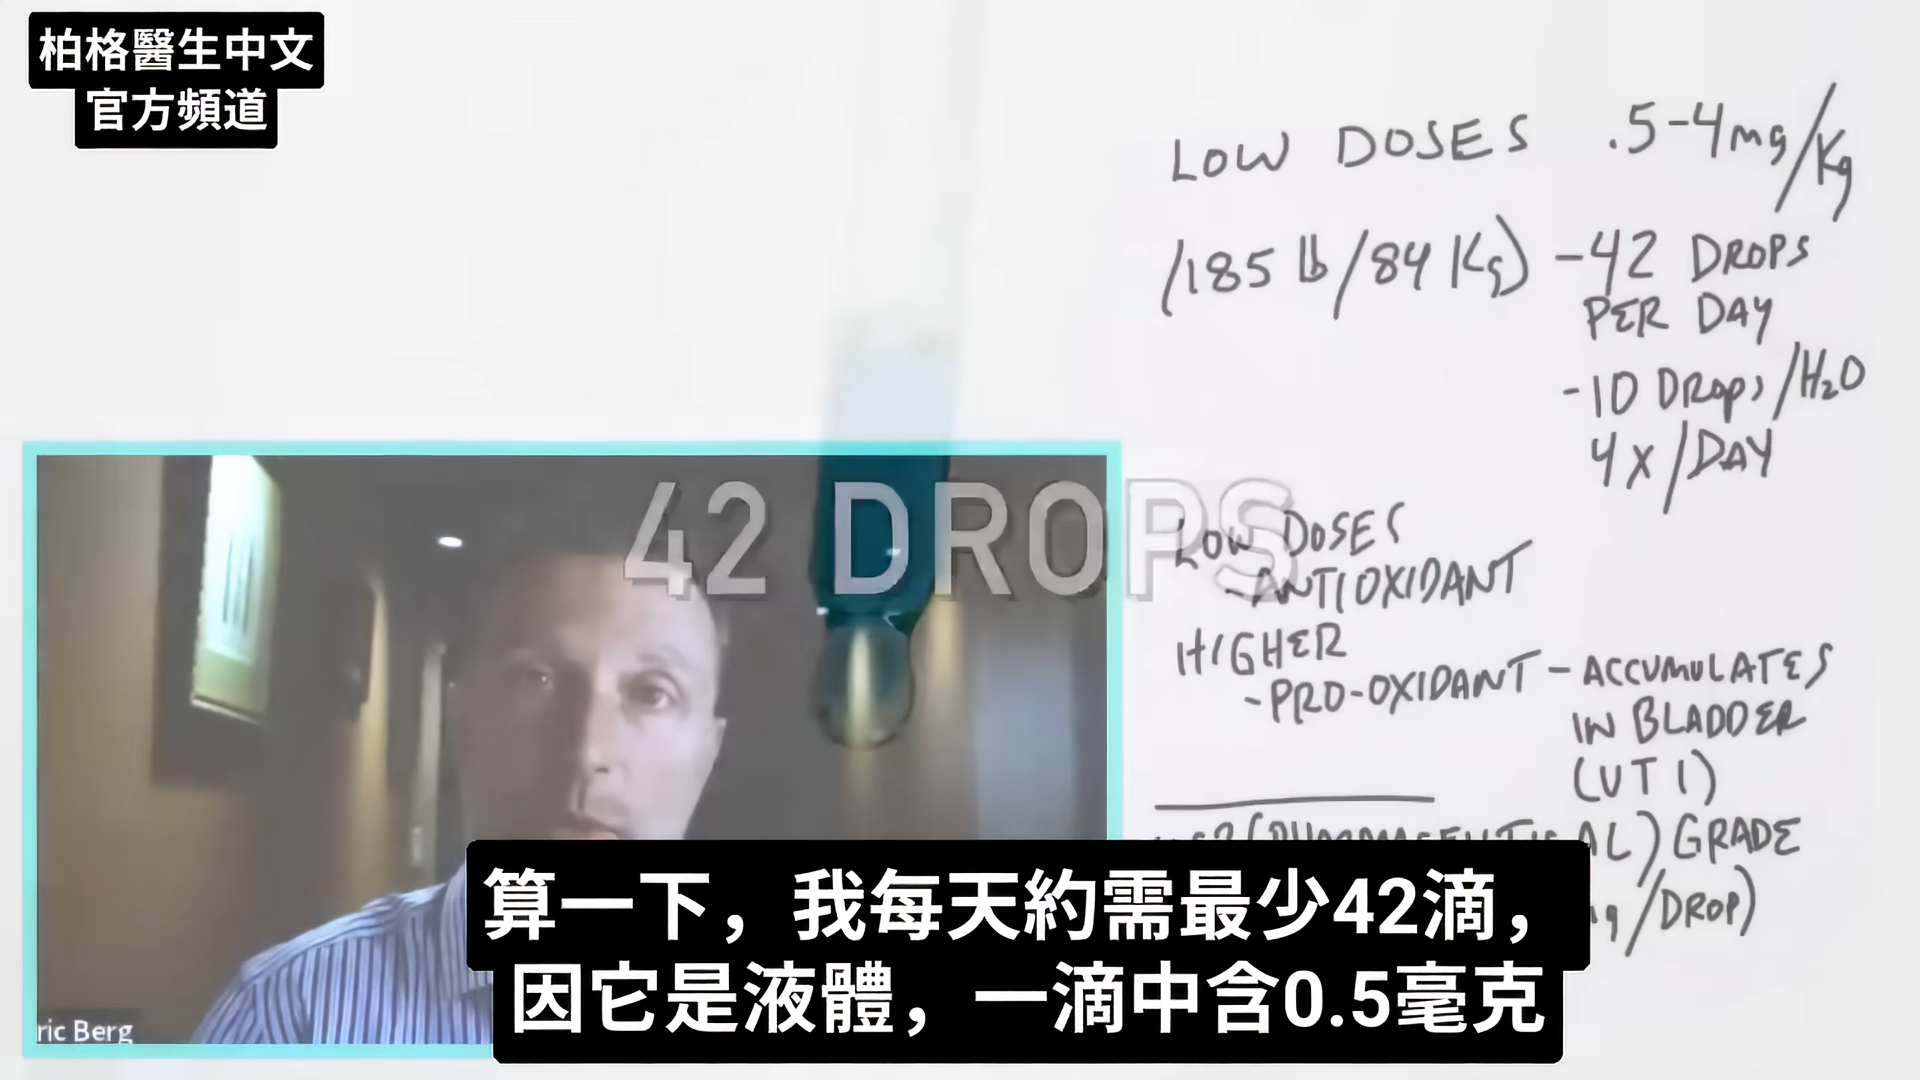 柏格醫生中文
官方頻道
LOW DOSES .5-4mg/Kg
(185 lb/84 Kg) -42 DROPS
PER DAY
-10 DROPS/H₂O
4x/DAY
42 DROPS
LOW DOSES
-ANTIOXIDANT
HIGHER
-PRO-OXIDANT - ACCUMULATES
IN BLADDER
(UTI)
GRADE
/DROP)
算一下，我每天約需最少42滴，
因它是液體，一滴中含0.5毫克
ric Berg